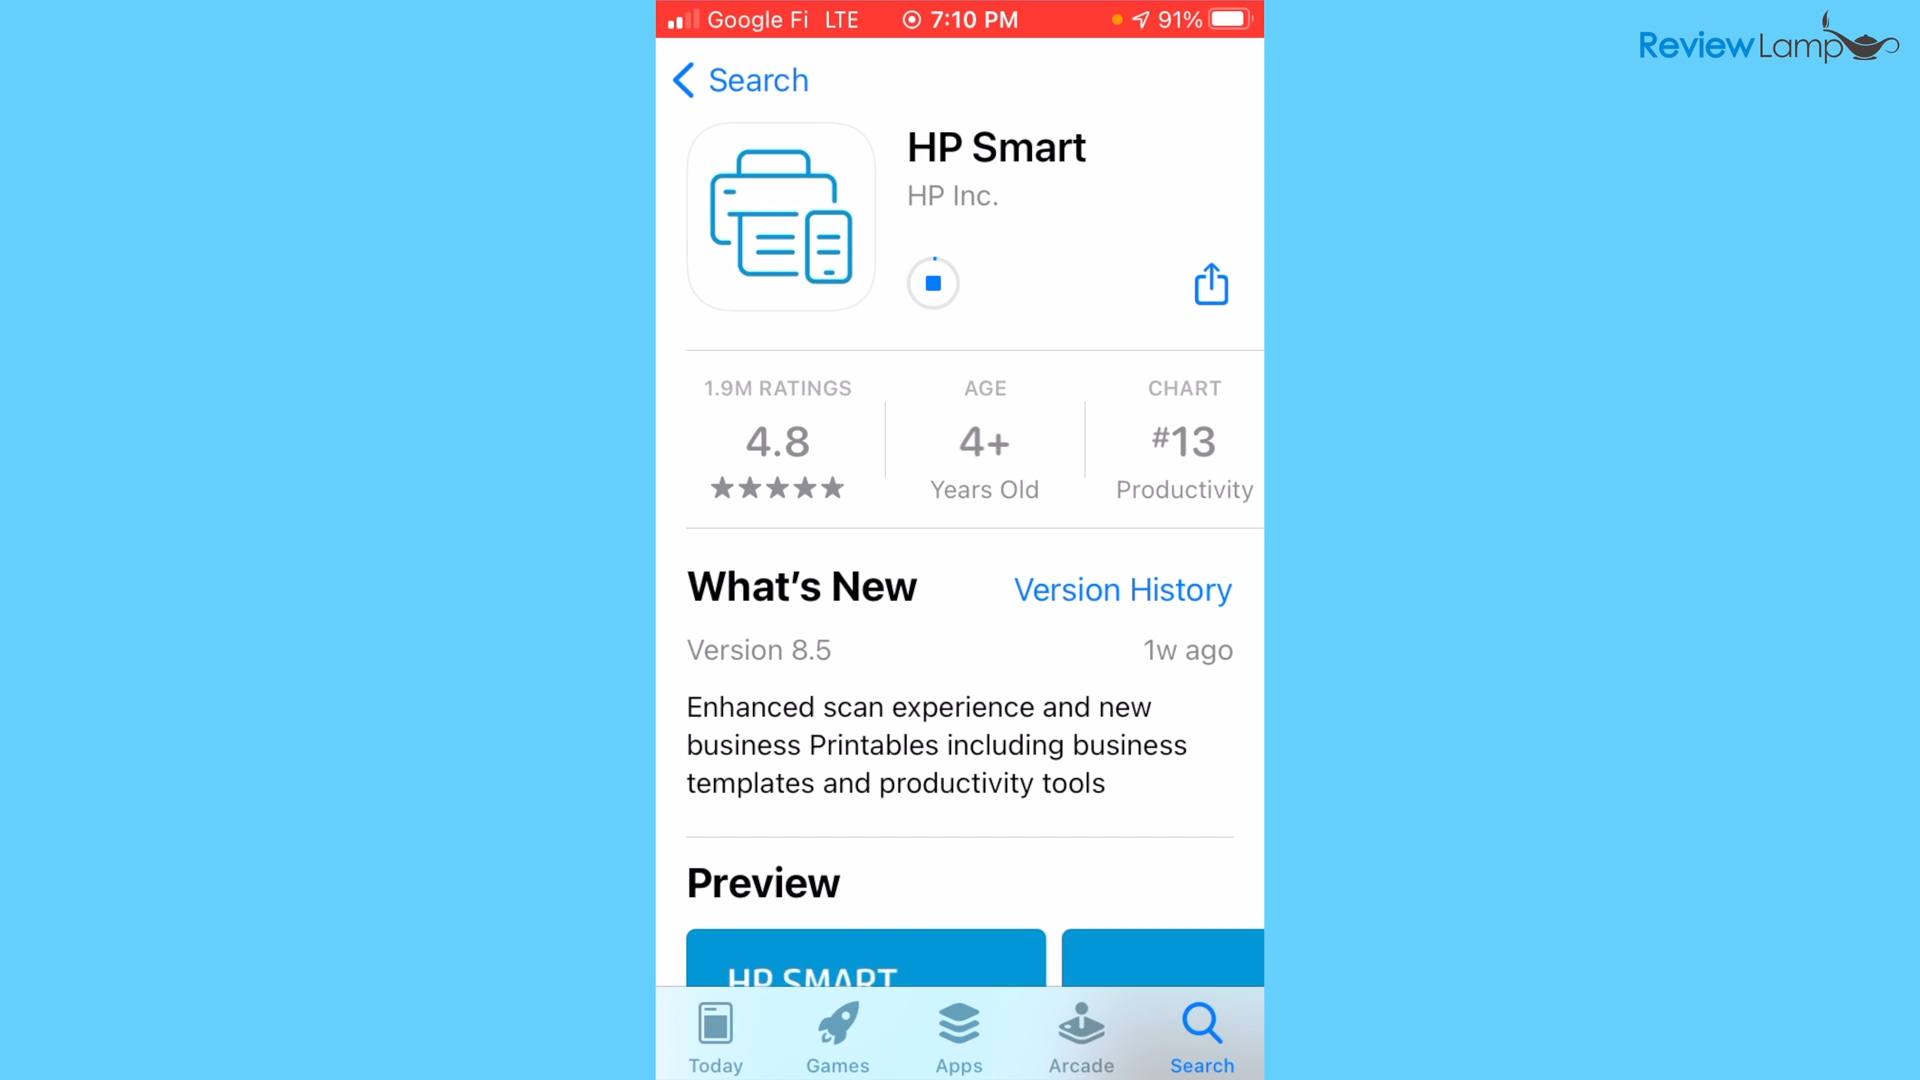 Google Fi LTE 7:10 PM 91%
ReviewLamp
Search
HP Smart
HP Inc.
1.9M RATINGS AGE CHART
4.8 4+ #13
★★★★★ Years Old Productivity
What's New Version History
Version 8.5 1w ago
Enhanced scan experience and new
business Printables including business
templates and productivity tools
Preview
HP SMART
Today Games Apps Arcade Search